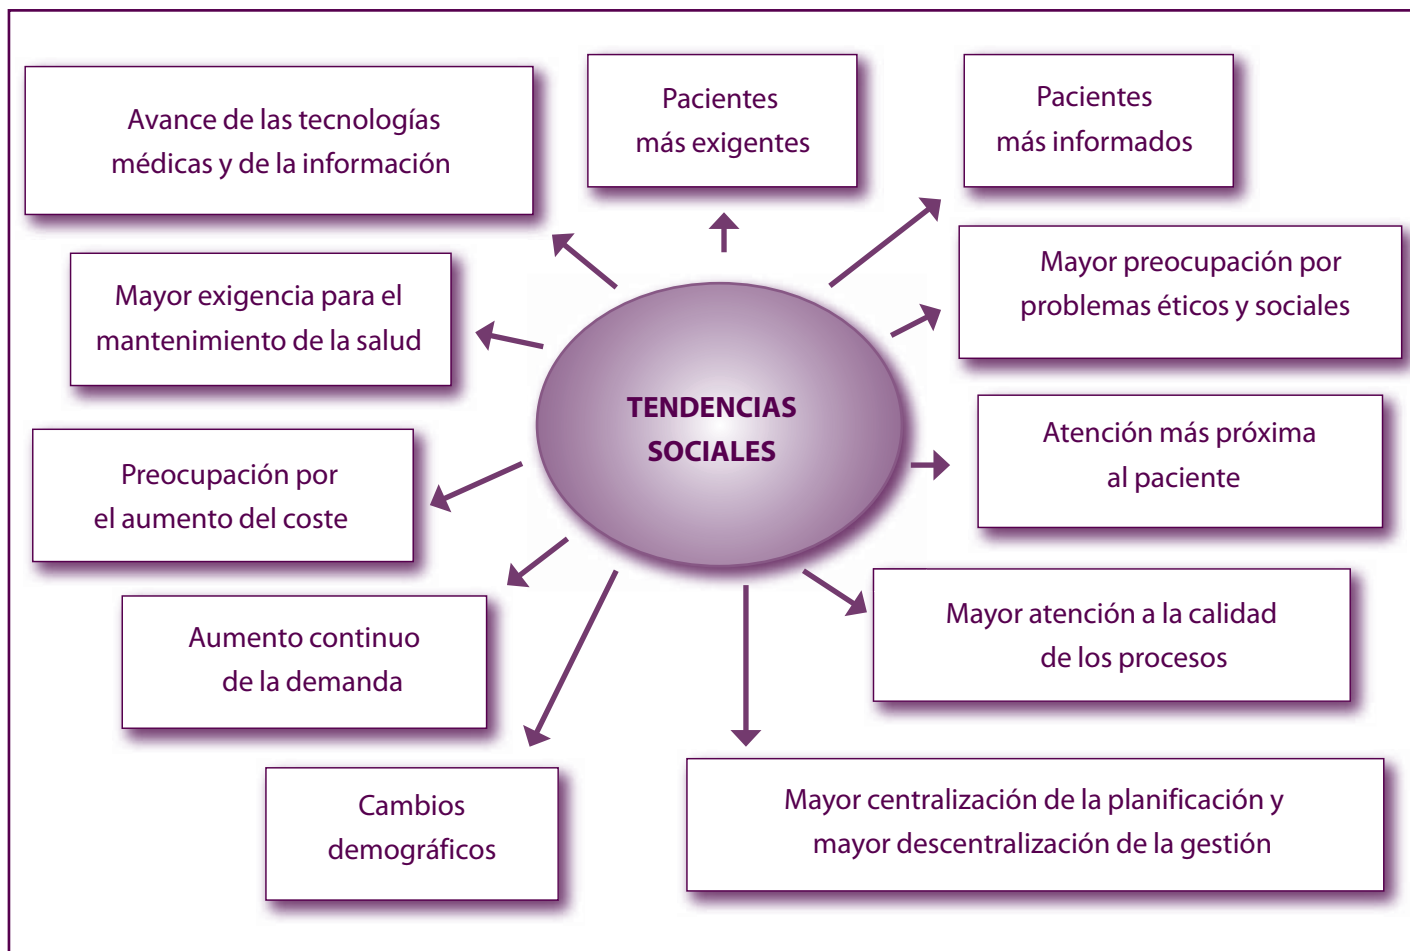 Avance de las tecnologías
médicas y de la información
Pacientes
más exigentes
Pacientes
más informados
Mayor exigencia para el
mantenimiento de la salud
Mayor preocupación por
problemas éticos y sociales
TENDENCIAS
SOCIALES
Preocupación por
el aumento del coste
Atención más próxima
al paciente
Aumento continuo
de la demanda
Mayor atención a la calidad
de los procesos
Cambios
demográficos
Mayor centralización de la planificación y
mayor descentralización de la gestión